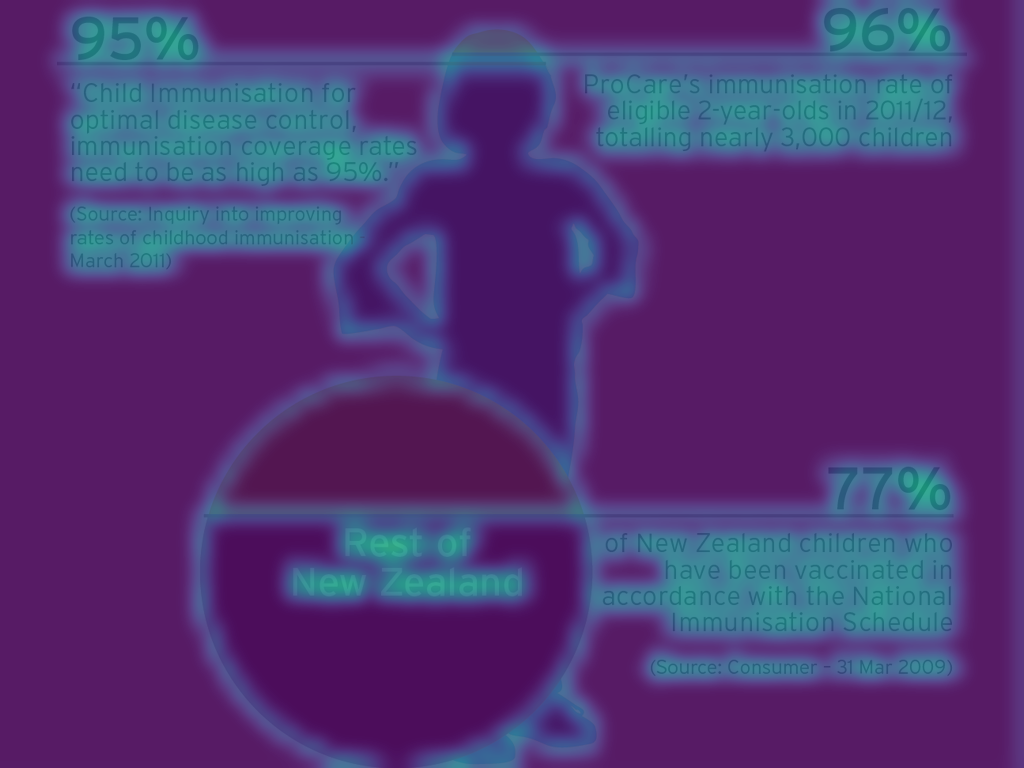 95%
"Child Immunisation for
optimal disease control,
immunisation coverage rates
need to be as high as 95%."
(Source: Inquiry into improving
rates of childhood immunisation -
March 2011)
96%
ProCare's immunisation rate of
eligible 2-year-olds in 2011/12,
totalling nearly 3,000 children
Rest of
New Zealand
77%
of New Zealand children who
have been vaccinated in
accordance with the National
Immunisation Schedule
(Source: Consumer – 31 Mar 2009)